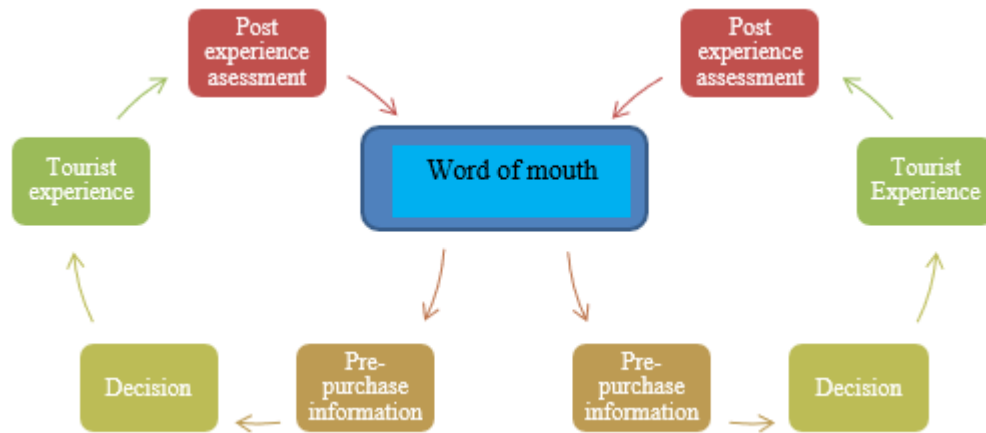 Post
experience
asessment
Post
experience
assessment
Word of mouth
Tourist
experience
Tourist
Experience
Decision
Pre-
purchase
information
Pre-
purchase
information
Decision